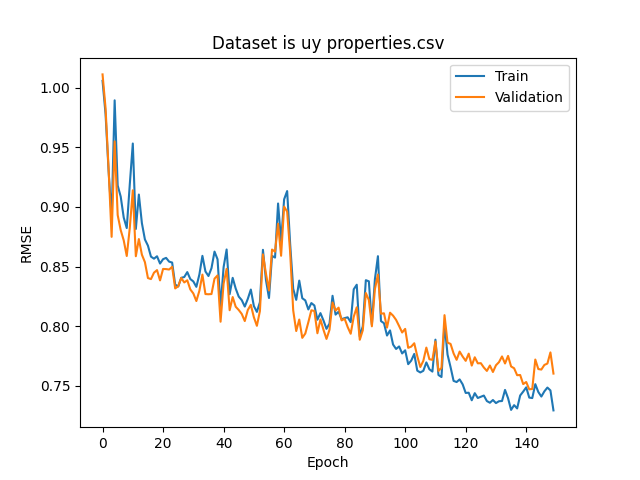 Dataset is uy properties.csv
Train
Validation
RMSE
1.00
0.95
0.90
0.85
0.80
0.75
0 20 40 60 80 100 120 140
Epoch